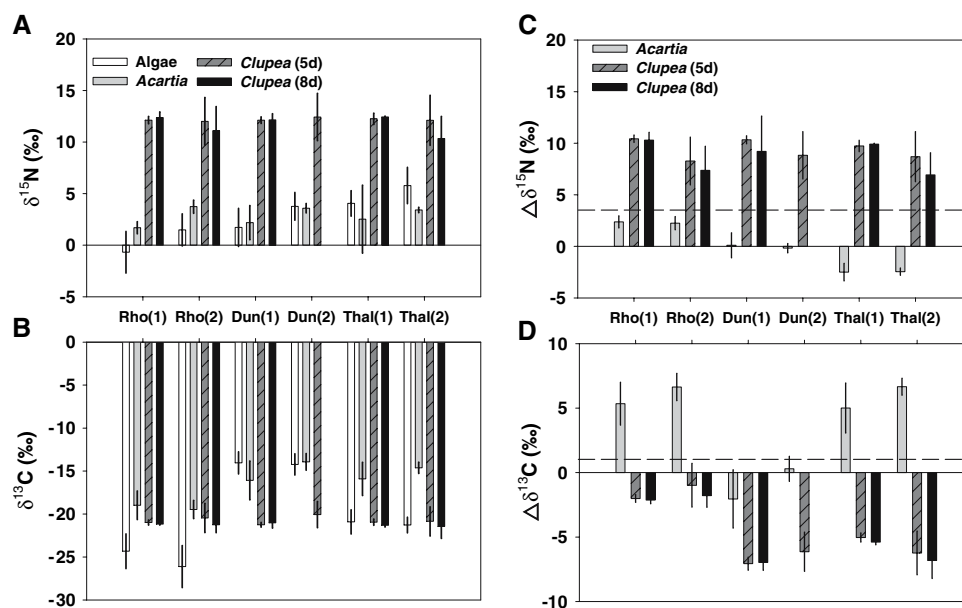 A
20
15
10
5
0
-5
δ¹⁵N (‰)
Algae
Acartia
Clupea (5d)
Clupea (8d)
Rho(1) Rho(2) Dun(1) Dun(2) Thal(1) Thal(2)
B
0
-5
-10
-15
-20
-25
-30
δ¹³C (‰)
C
20
15
10
5
0
-5
△δ¹⁵N (‰)
Acartia
Clupea (5d)
Clupea (8d)
Rho(1) Rho(2) Dun(1) Dun(2) Thal(1) Thal(2)
D
5
0
-5
-10
△δ¹³C (‰)